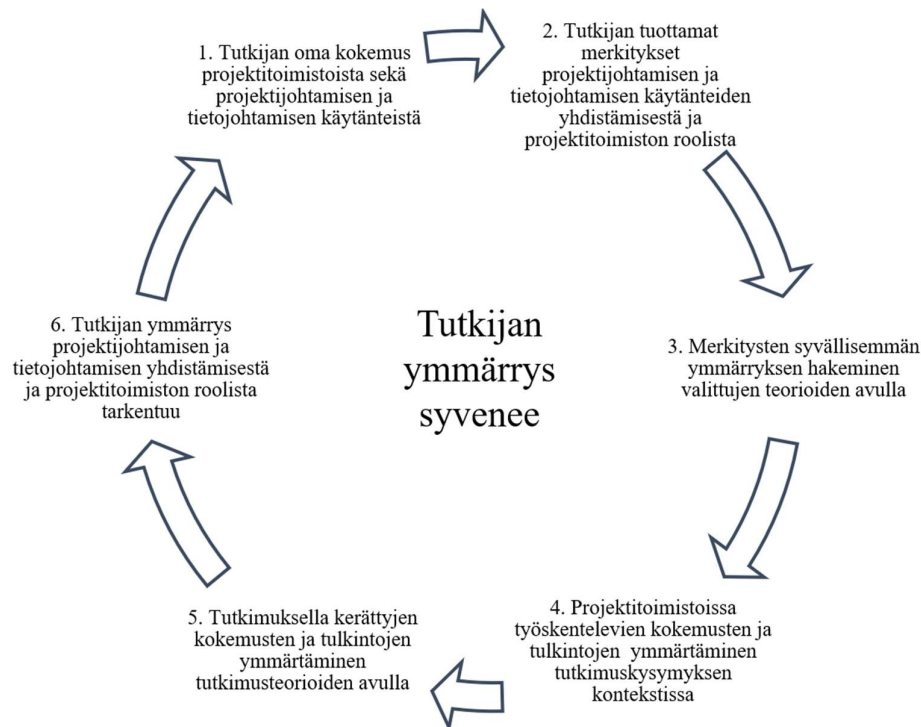 1. Tutkijan oma kokemus
projektitoimistoista sekä
projektijohtamisen ja
tietojohtamisen käytänteistä
2. Tutkijan tuottamat
merkitykset
projektijohtamisen ja
tietojohtamisen käytänteiden
yhdistämisestä ja
projektitoimiston roolista
3. Merkitysten syvällisemmän
ymmärryksen hakeminen
valittujen teorioiden avulla
4. Projektitoimistoissa
työskentelevien kokemusten ja
tulkintojen ymmärtäminen
tutkimuskysymyksen
kontekstissa
5. Tutkimuksella kerättyjen
kokemusten ja tulkintojen
ymmärtäminen
tutkimusteorioiden avulla
6. Tutkijan ymmärrys
projektijohtamisen ja
tietojohtamisen yhdistämisestä
ja projektitoimiston roolista
tarkentuu
Tutkijan
ymmärrys
syvenee